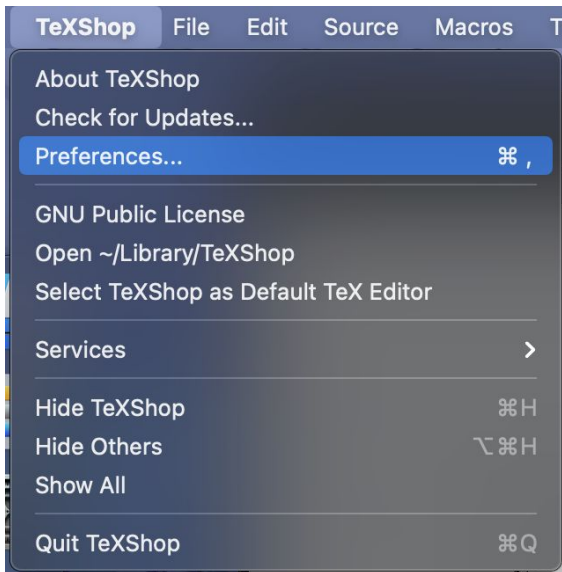 TeXShop File Edit Source Macros T
About TeXShop
Check for Updates...
Preferences... ⌘ ,
GNU Public License
Open ~/Library/TeXShop
Select TeXShop as Default TeX Editor
Services
Hide TeXShop ⌘H
Hide Others ⌥⌘H
Show All
Quit TeXShop ⌘Q